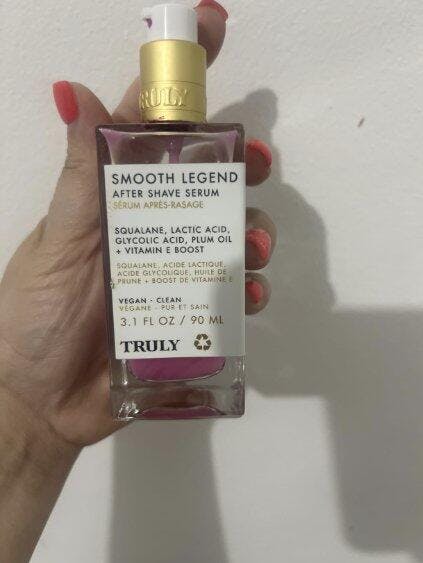 TRULY
SMOOTH LEGEND
AFTER SHAVE SERUM
SÉRUM APRÈS-RASAGE
SQUALANE, LACTIC ACID,
GLYCOLIC ACID, PLUM OIL
+ VITAMIN E BOOST
SQUALANE, ACIDE LACTIQUE,
ACIDE GLYCOLIQUE, HUILE DE
PRUNE + BOOST DE VITAMINE E
VEGAN - CLEAN
VÉGANE - PUR ET SAIN
3.1 FL OZ / 90 ML
TRULY